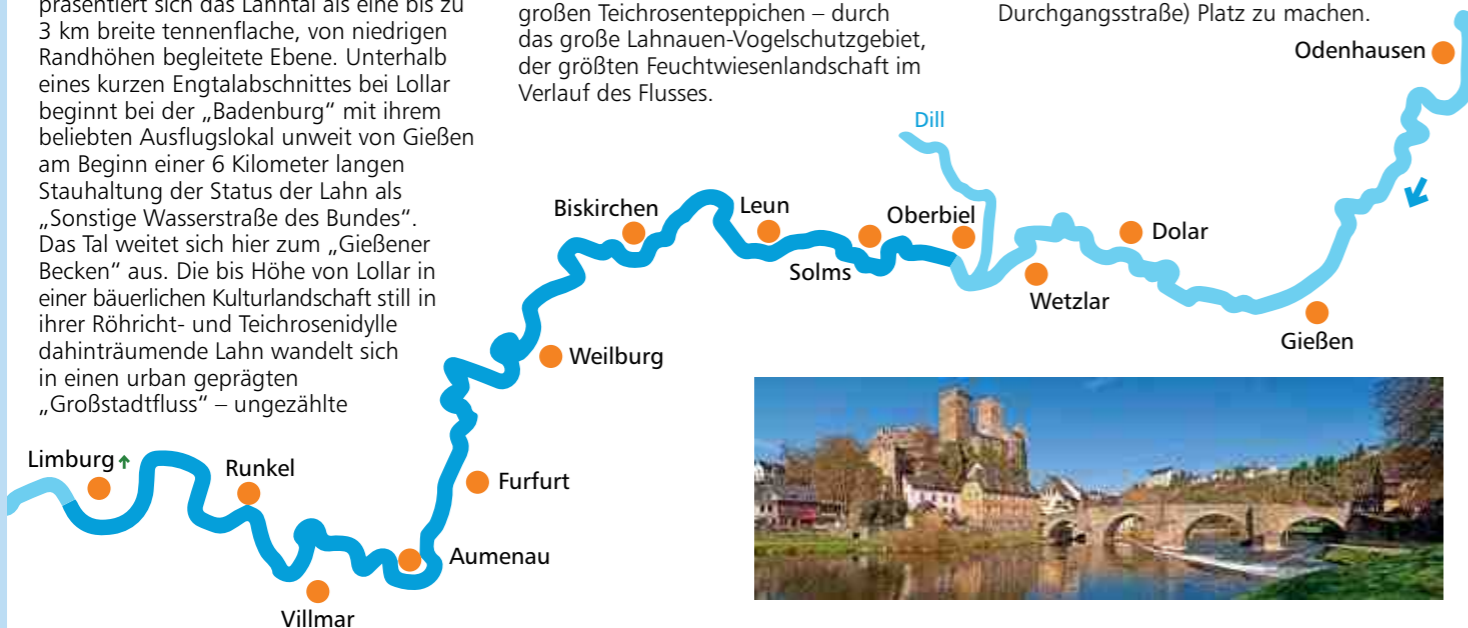 präsentiert sich das Lahntal als eine bis zu
3 km breite tennenflache, von niedrigen
Randhöhen begleitete Ebene. Unterhalb
eines kurzen Engtalabschnittes bei Lollar
beginnt bei der „Badenburg“ mit ihrem
beliebten Ausflugslokal unweit von Gießen
am Beginn einer 6 Kilometer langen
Stauhaltung der Status der Lahn als
„Sonstige Wasserstraße des Bundes“.
Das Tal weitet sich hier zum „Gießener
Becken“ aus. Die bis Höhe von Lollar in
einer bäuerlichen Kulturlandschaft still in
ihrer Röhricht- und Teichrosenidylle
dahinträumende Lahn wandelt sich
in einen urban geprägten
„Großstadtfluss“ – ungezählte
großen Teichrosenteppichen – durch
das große Lahnauen-Vogelschutzgebiet,
der größten Feuchtwiesenlandschaft im
Verlauf des Flusses.
Durchgangsstraße) Platz zu machen.
Odenhausen
Dill
Biskirchen
Leun
Oberbiel
Dolar
Solms
Wetzlar
Gießen
Weilburg
Limburg
Runkel
Furfurt
Aumenau
Villmar